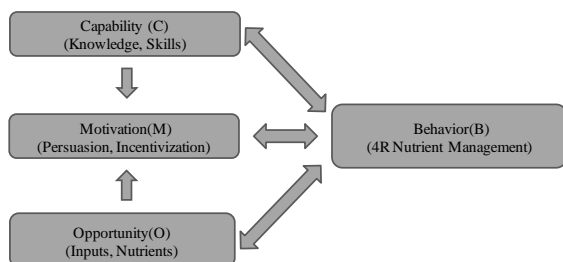 Capability (C)
(Knowledge, Skills)
Motivation(M)
(Persuasion, Incentivization)
Behavior(B)
(4R Nutrient Management)
Opportunity(O)
(Inputs, Nutrients)